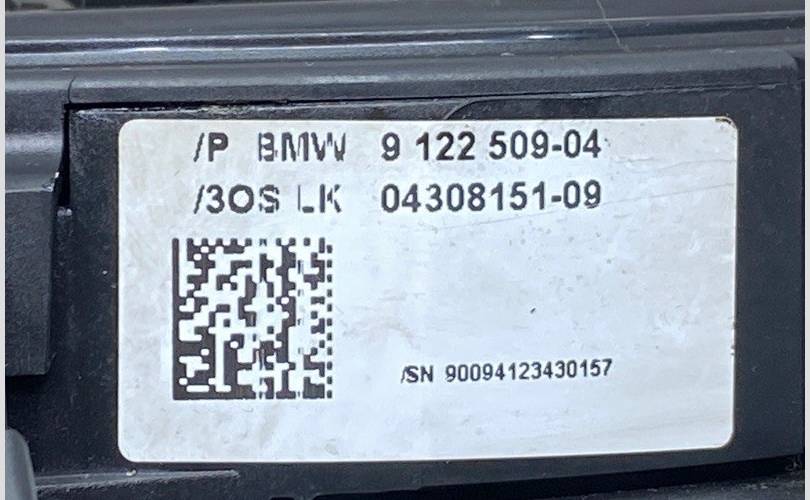 /P BMW 9 122 509-04
/3OS LK 04308151-09
/SN 90094123430157